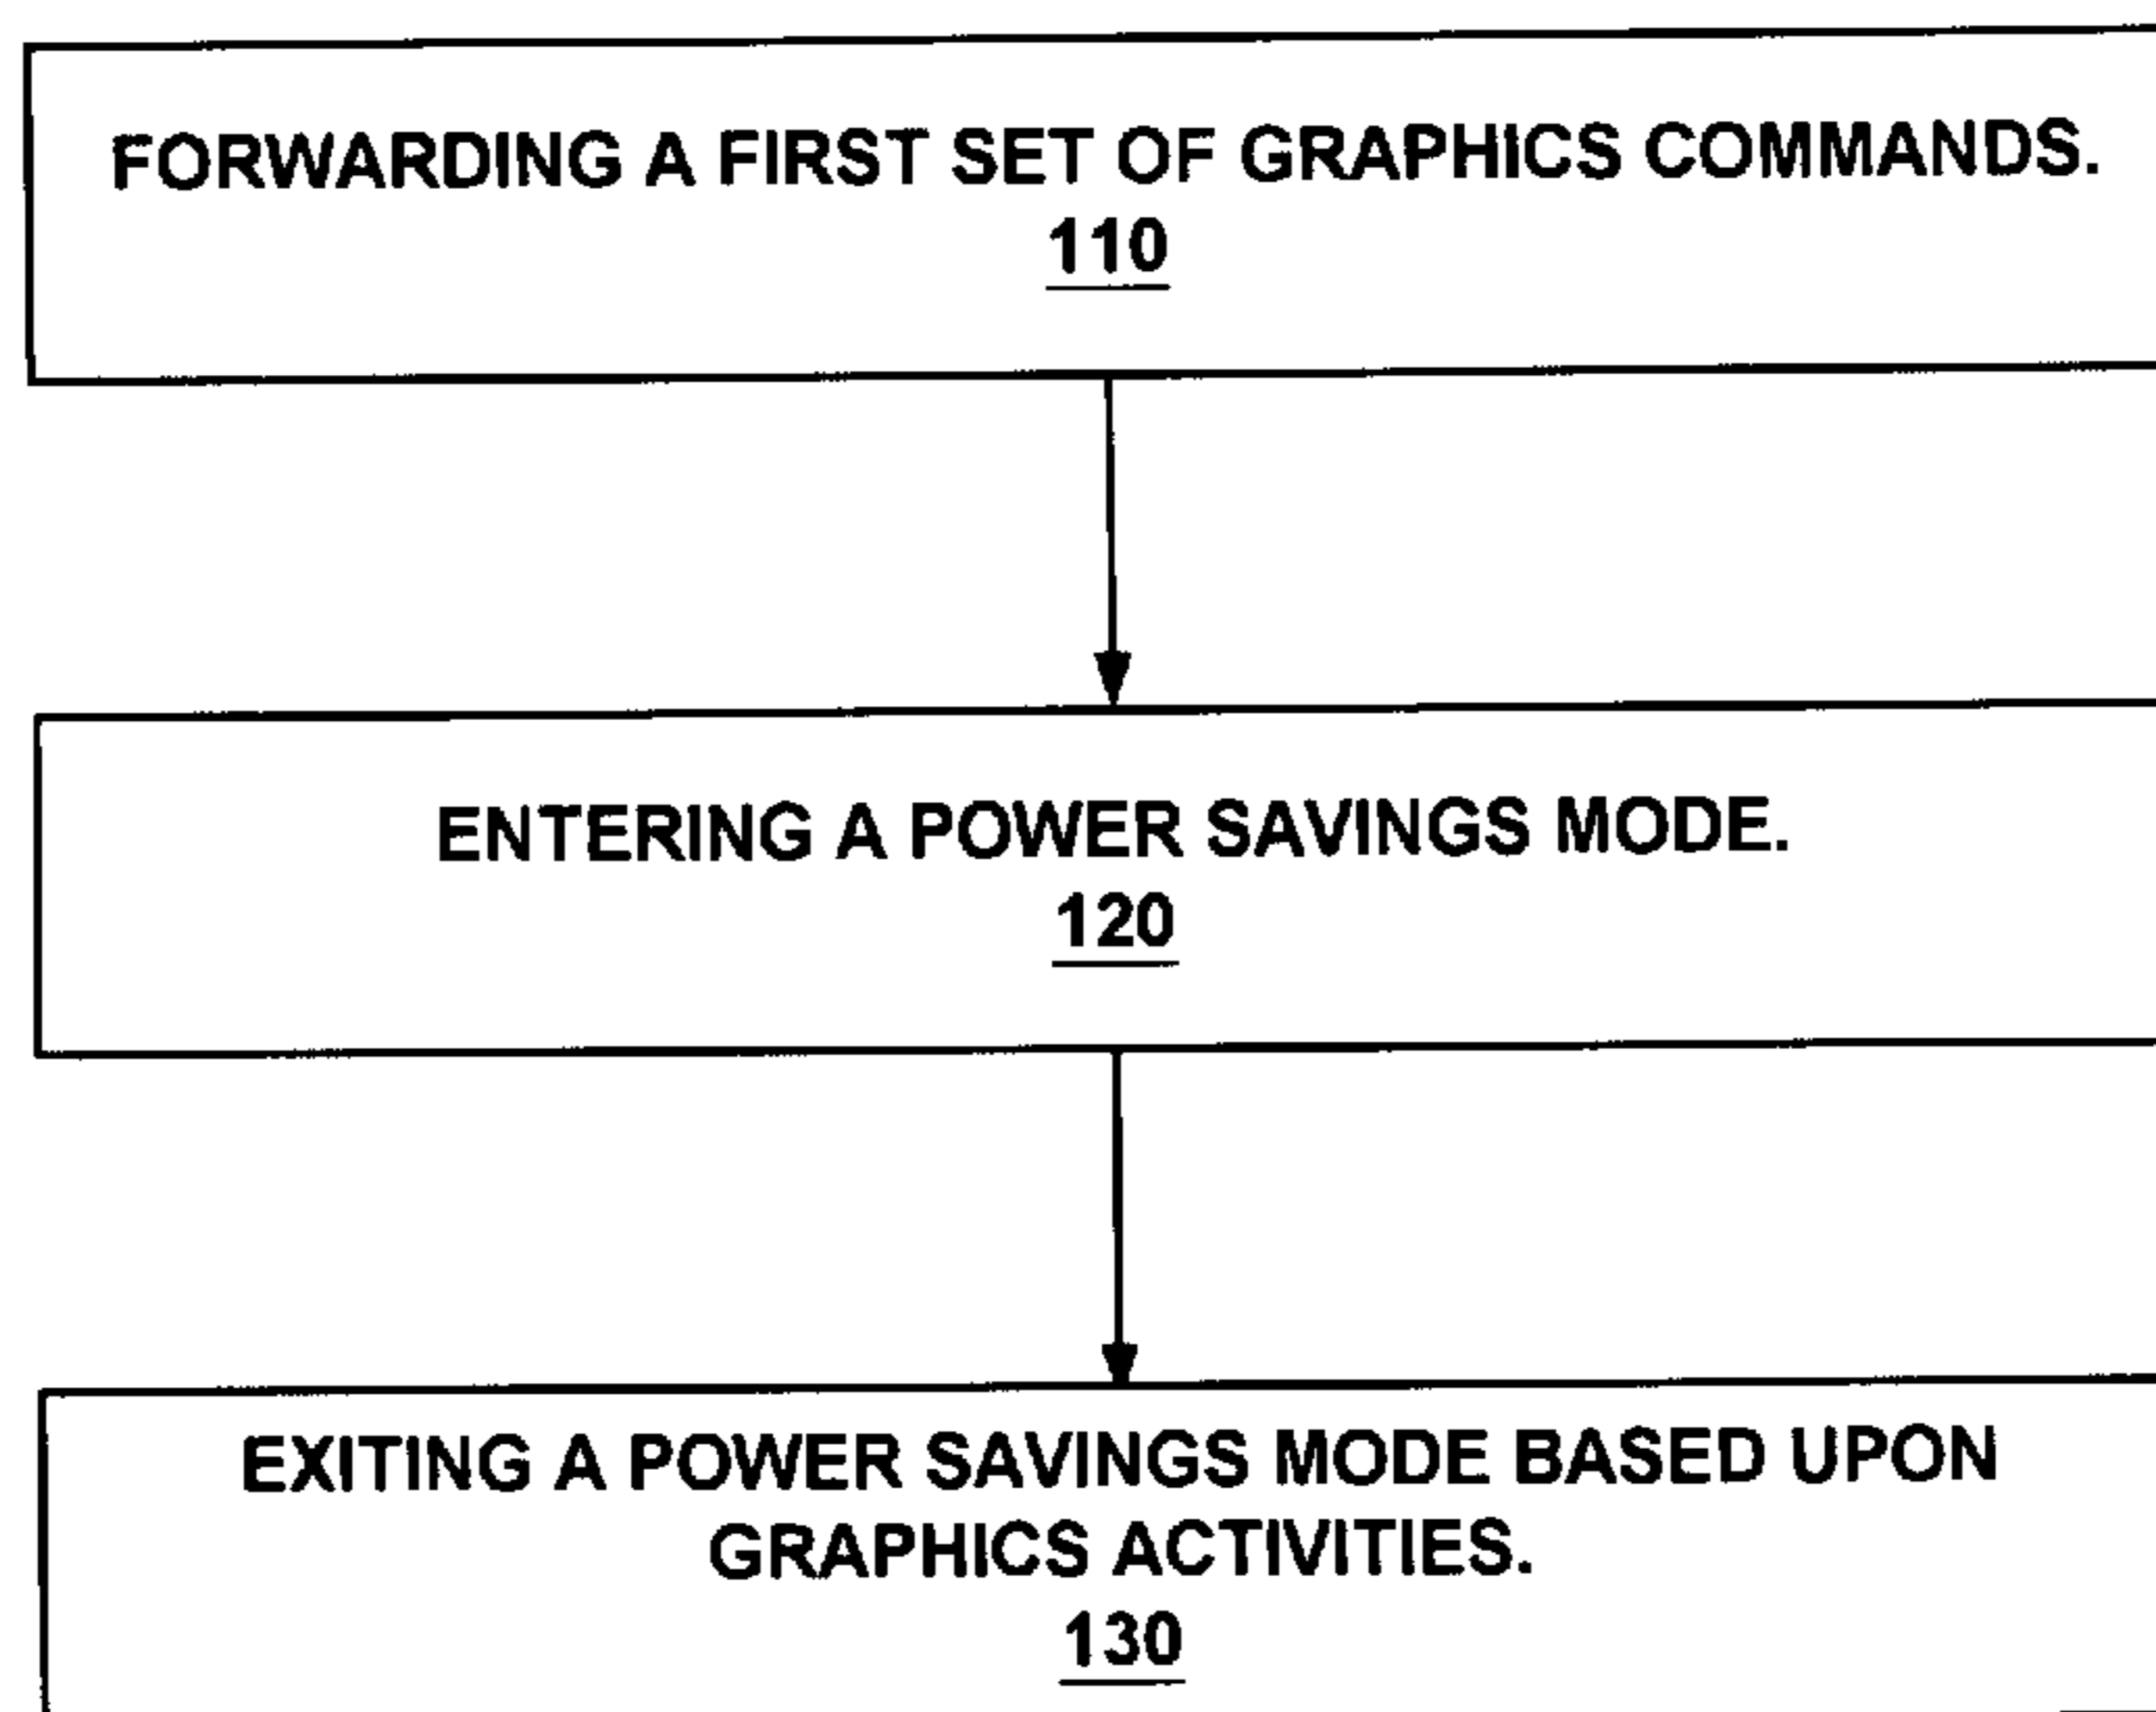 FORWARDING A FIRST SET OF GRAPHICS COMMANDS.
110
ENTERING A POWER SAVINGS MODE.
120
EXITING A POWER SAVINGS MODE BASED UPON
GRAPHICS ACTIVITIES.
130